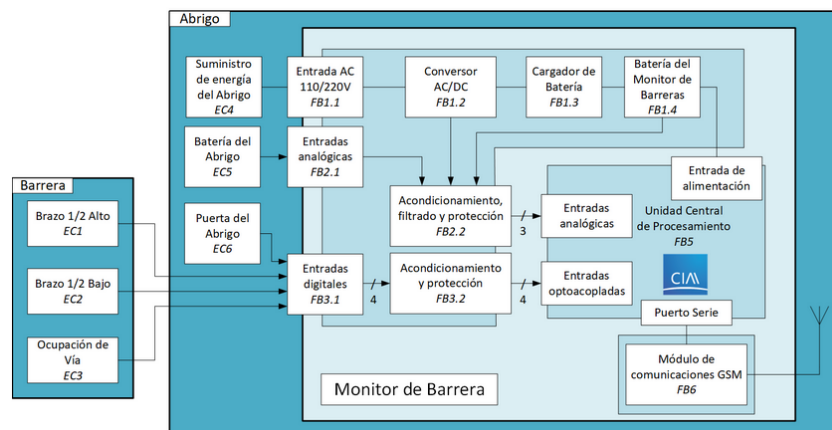 Abrigo
Suministro
de energía
del Abrigo
EC4
Entrada AC
110/220V
FB1.1
Conversor
AC/DC
FB1.2
Cargador de
Batería
FB1.3
Batería del
Monitor de
Barreras
FB1.4
Batería del
Abrigo
EC5
Entradas
analógicas
FB2.1
Entrada de
alimentación
Barrera
Brazo 1/2 Alto
EC1
Puerta del
Abrigo
EC6
Acondicionamiento,
filtrado y protección
FB2.2
3
Entradas
analógicas
Unidad Central
de Procesamiento
FB5
Brazo 1/2 Bajo
EC2
Entradas
digitales
FB3.1
4
Acondicionamiento
y protección
FB3.2
4
Entradas
optoacopladas
CIAA
Puerto Serie
Ocupación de
Vía
EC3
Monitor de Barrera
Módulo de
comunicaciones GSM
FB6